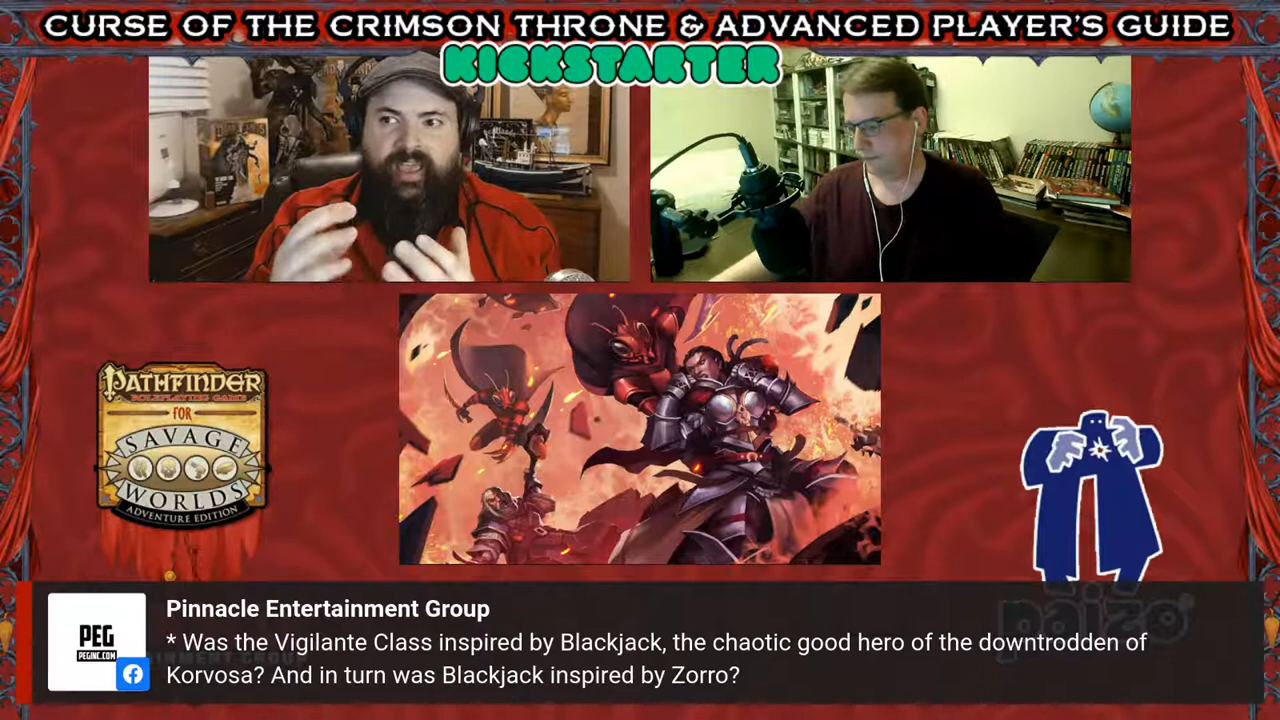 CURSE OF THE CRIMSON THRONE & ADVANCED PLAYER'S GUIDE
KICKSTARTER
PATHFINDER
ROLEPLAYING GAME
FOR
SAVAGE
WORLDS
ADVENTURE EDITION
paizo
PEG
PEGINC.COM
Pinnacle Entertainment Group
* Was the Vigilante Class inspired by Blackjack, the chaotic good hero of the downtrodden of
Korvosa? And in turn was Blackjack inspired by Zorro?